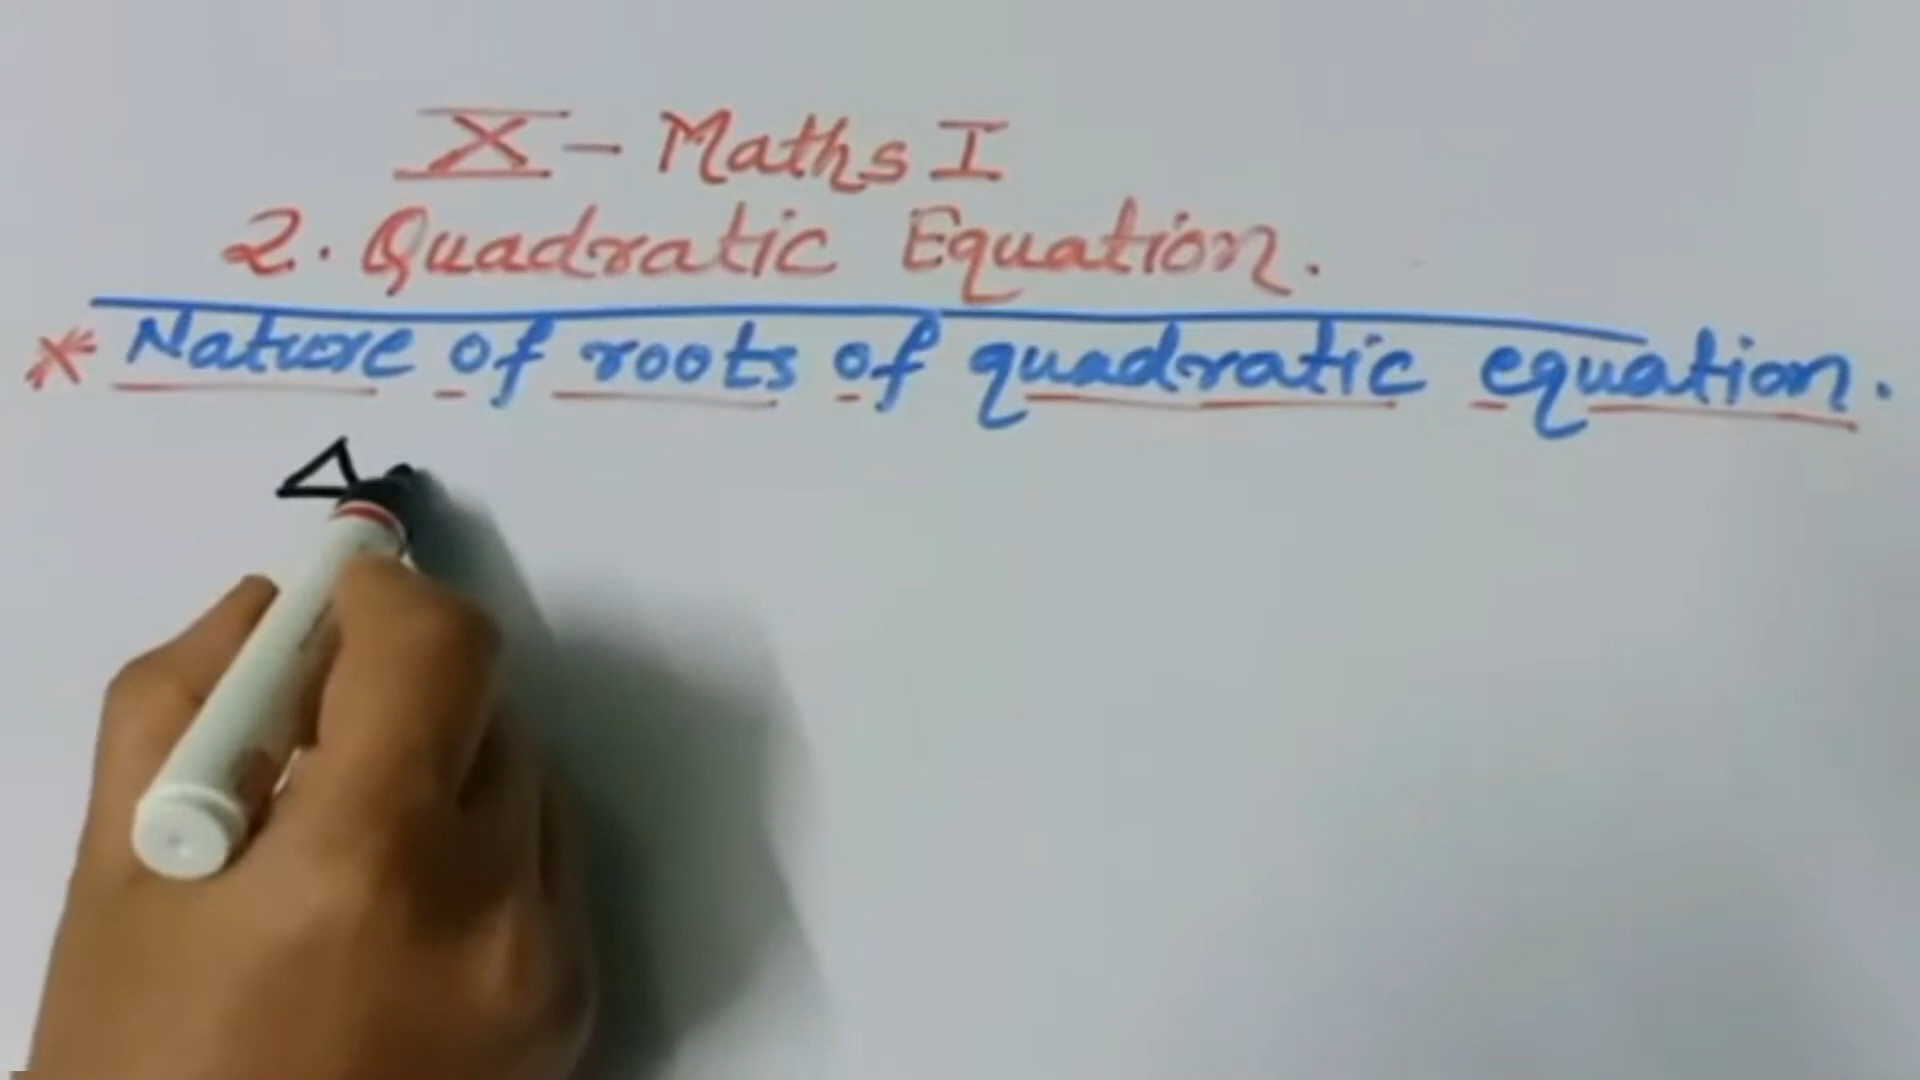 X - Maths I
2. Quadratic Equation.
* Nature of roots of quadratic equation.
Δ